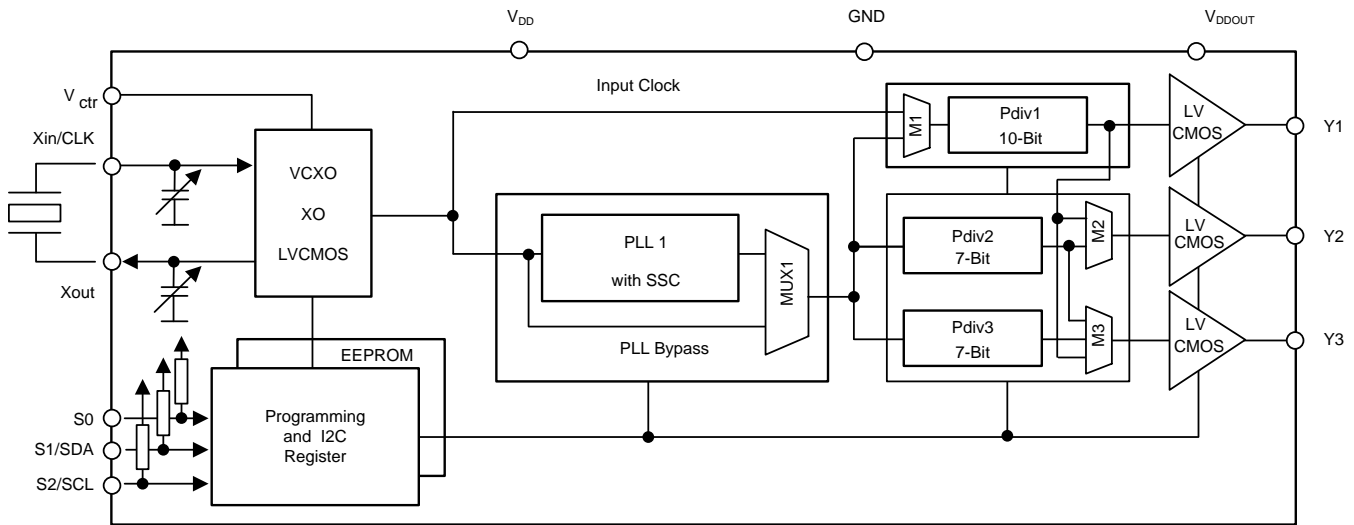 VDD
GND
VDDOUT
V ctr
Input Clock
Xin/CLK
VCXO
XO
LVCMOS
Xout
PLL 1
with SSC
MUX1
PLL Bypass
M1
Pdiv1
10-Bit
LV
CMOS
Y1
Pdiv2
7-Bit
M2
LV
CMOS
Y2
Pdiv3
7-Bit
M3
LV
CMOS
Y3
EEPROM
Programming
and I2C
Register
S0
S1/SDA
S2/SCL